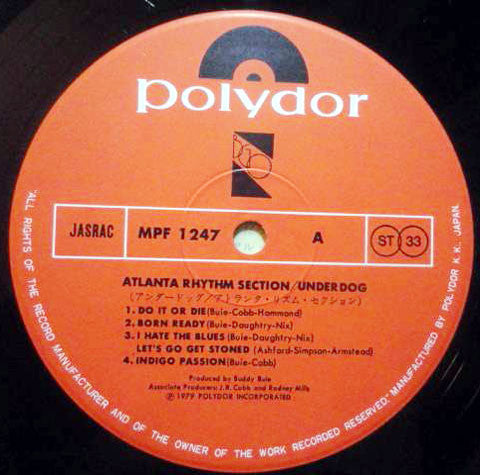 polydor
BGO
JASRAC
MPF 1247
A
ST 33
ATLANTA RHYTHM SECTION/UNDERDOG
(アンダードッグ/アトランタ・リズム・セクション)
1. DO IT OR DIE (Buie-Cobb-Hammond)
2. BORN READY (Buie-Daughtry-Nix)
3. I HATE THE BLUES (Buie-Daughtry-Nix)
LET'S GO GET STONED (Ashford-Simpson-Armstead)
4. INDIGO PASSION (Buie-Cobb)
Produced by Buddy Buie
Associate Producers: J.R. Cobb and Rodney Mills
Ⓟ 1979 POLYDOR INCORPORATED
"ALL RIGHTS OF THE RECORD MANUFACTURER AND OF THE OWNER OF THE WORK RECORDED RESERVED." MANUFACTURED BY POLYDOR K.K. JAPAN.